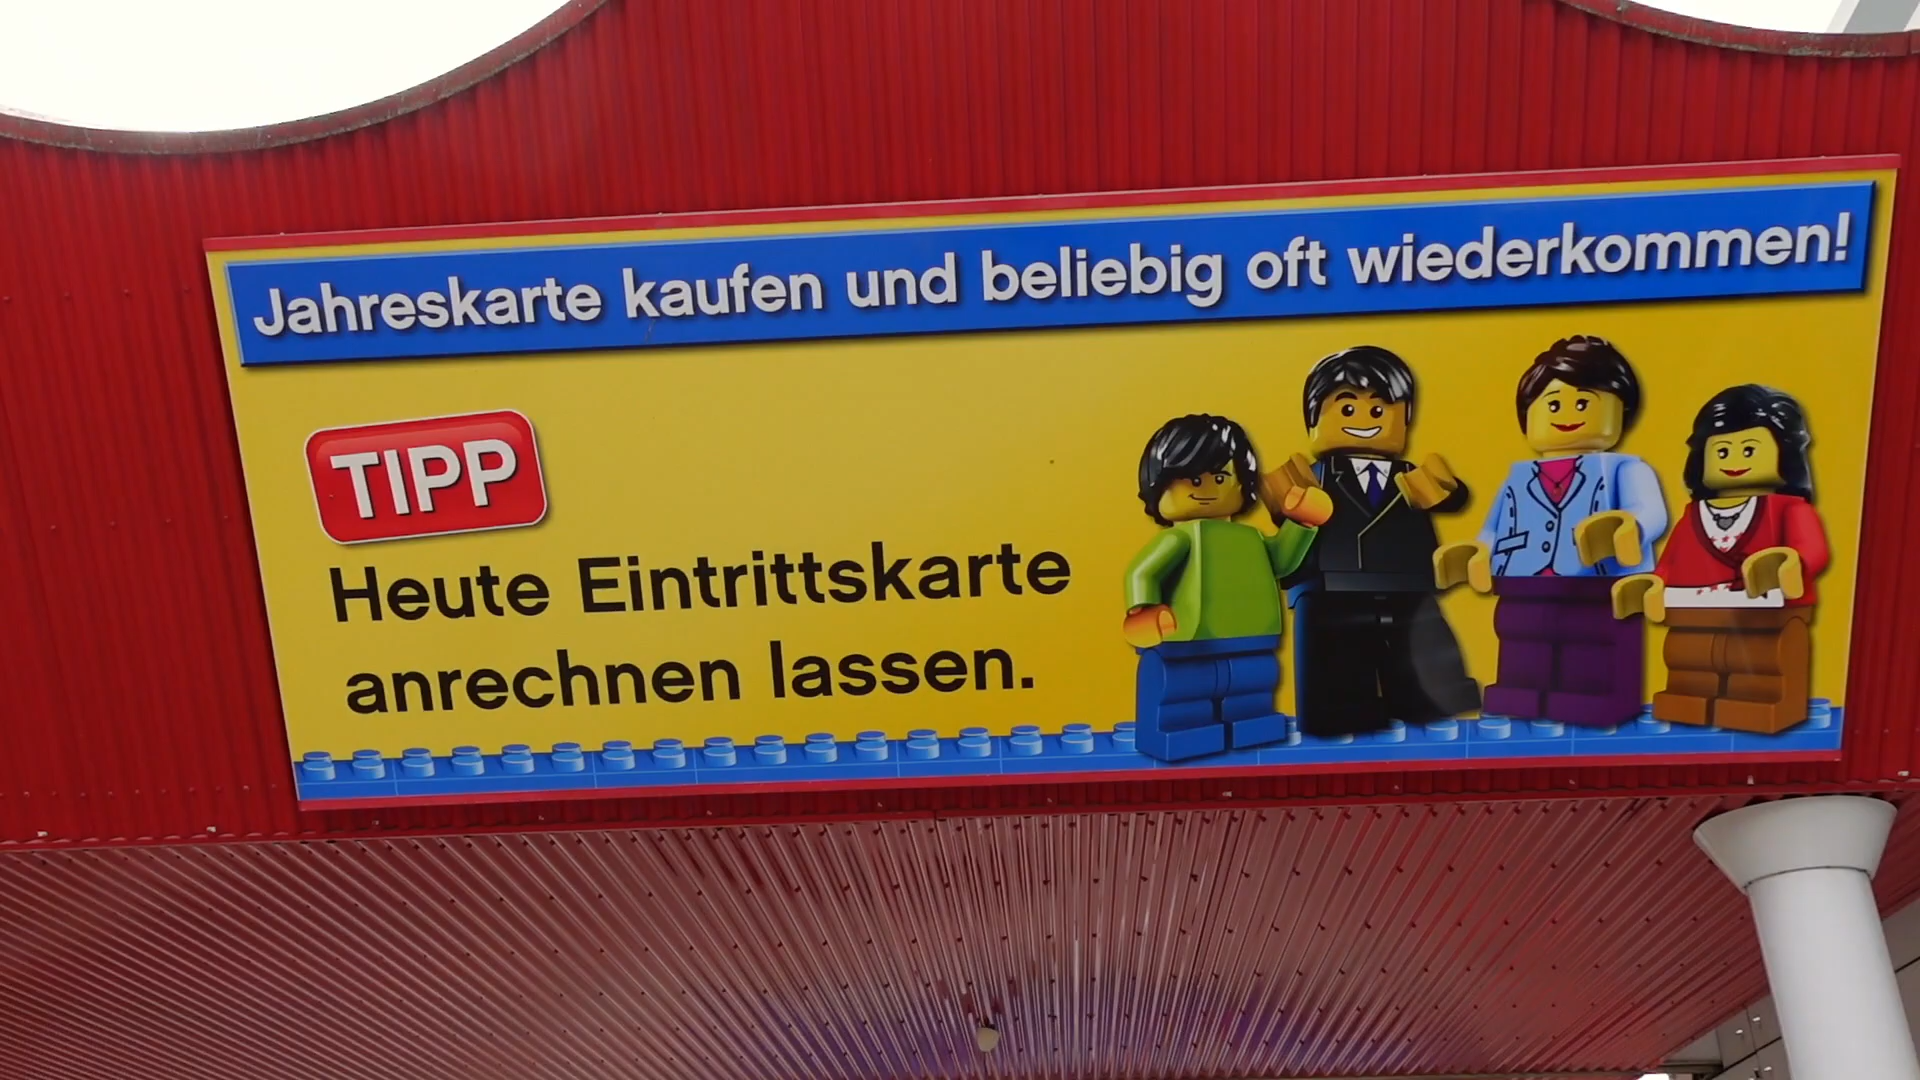 Jahreskarte kaufen und beliebig oft wiederkommen!
TIPP
Heute Eintrittskarte
anrechnen lassen.